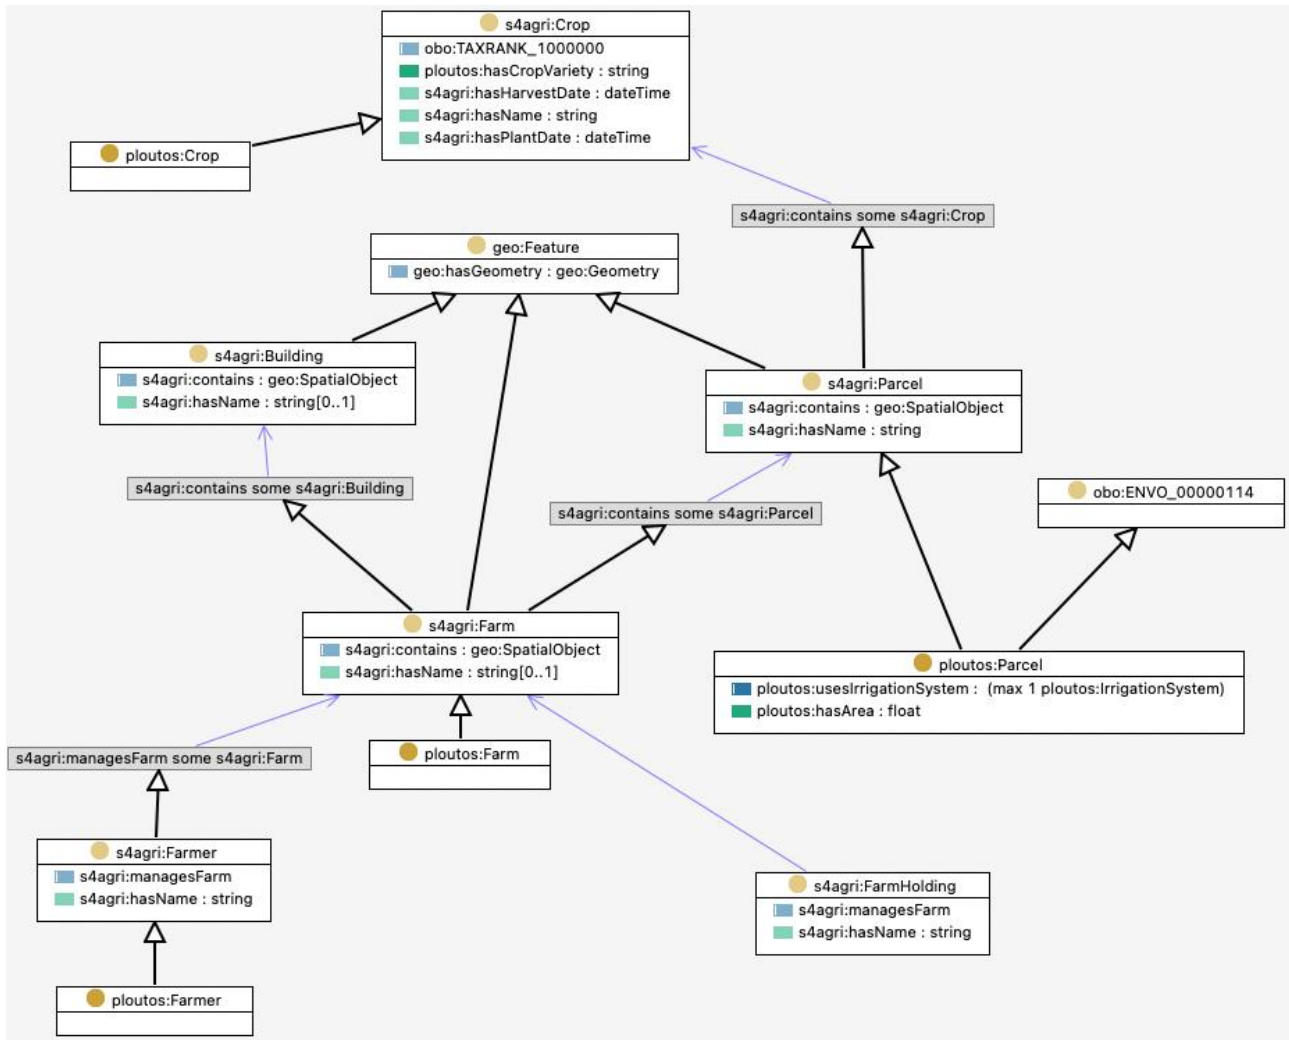 s4agri:Crop
obo:TAXRANK_1000000
ploutos:hasCropVariety : string
s4agri:hasHarvestDate : dateTime
s4agri:hasName : string
s4agri:hasPlantDate : dateTime
ploutos:Crop
s4agri:contains some s4agri:Crop
geo:Feature
geo:hasGeometry : geo:Geometry
s4agri:Building
s4agri:contains : geo:SpatialObject
s4agri:hasName : string[0..1]
s4agri:Parcel
s4agri:contains : geo:SpatialObject
s4agri:hasName : string
s4agri:contains some s4agri:Building
s4agri:contains some s4agri:Parcel
obo:ENVO_00000114
s4agri:Farm
s4agri:contains : geo:SpatialObject
s4agri:hasName : string[0..1]
ploutos:Parcel
ploutos:usesIrrigationSystem : (max 1 ploutos:IrrigationSystem)
ploutos:hasArea : float
s4agri:managesFarm some s4agri:Farm
ploutos:Farm
s4agri:Farmer
s4agri:managesFarm
s4agri:hasName : string
s4agri:FarmHolding
s4agri:managesFarm
s4agri:hasName : string
ploutos:Farmer